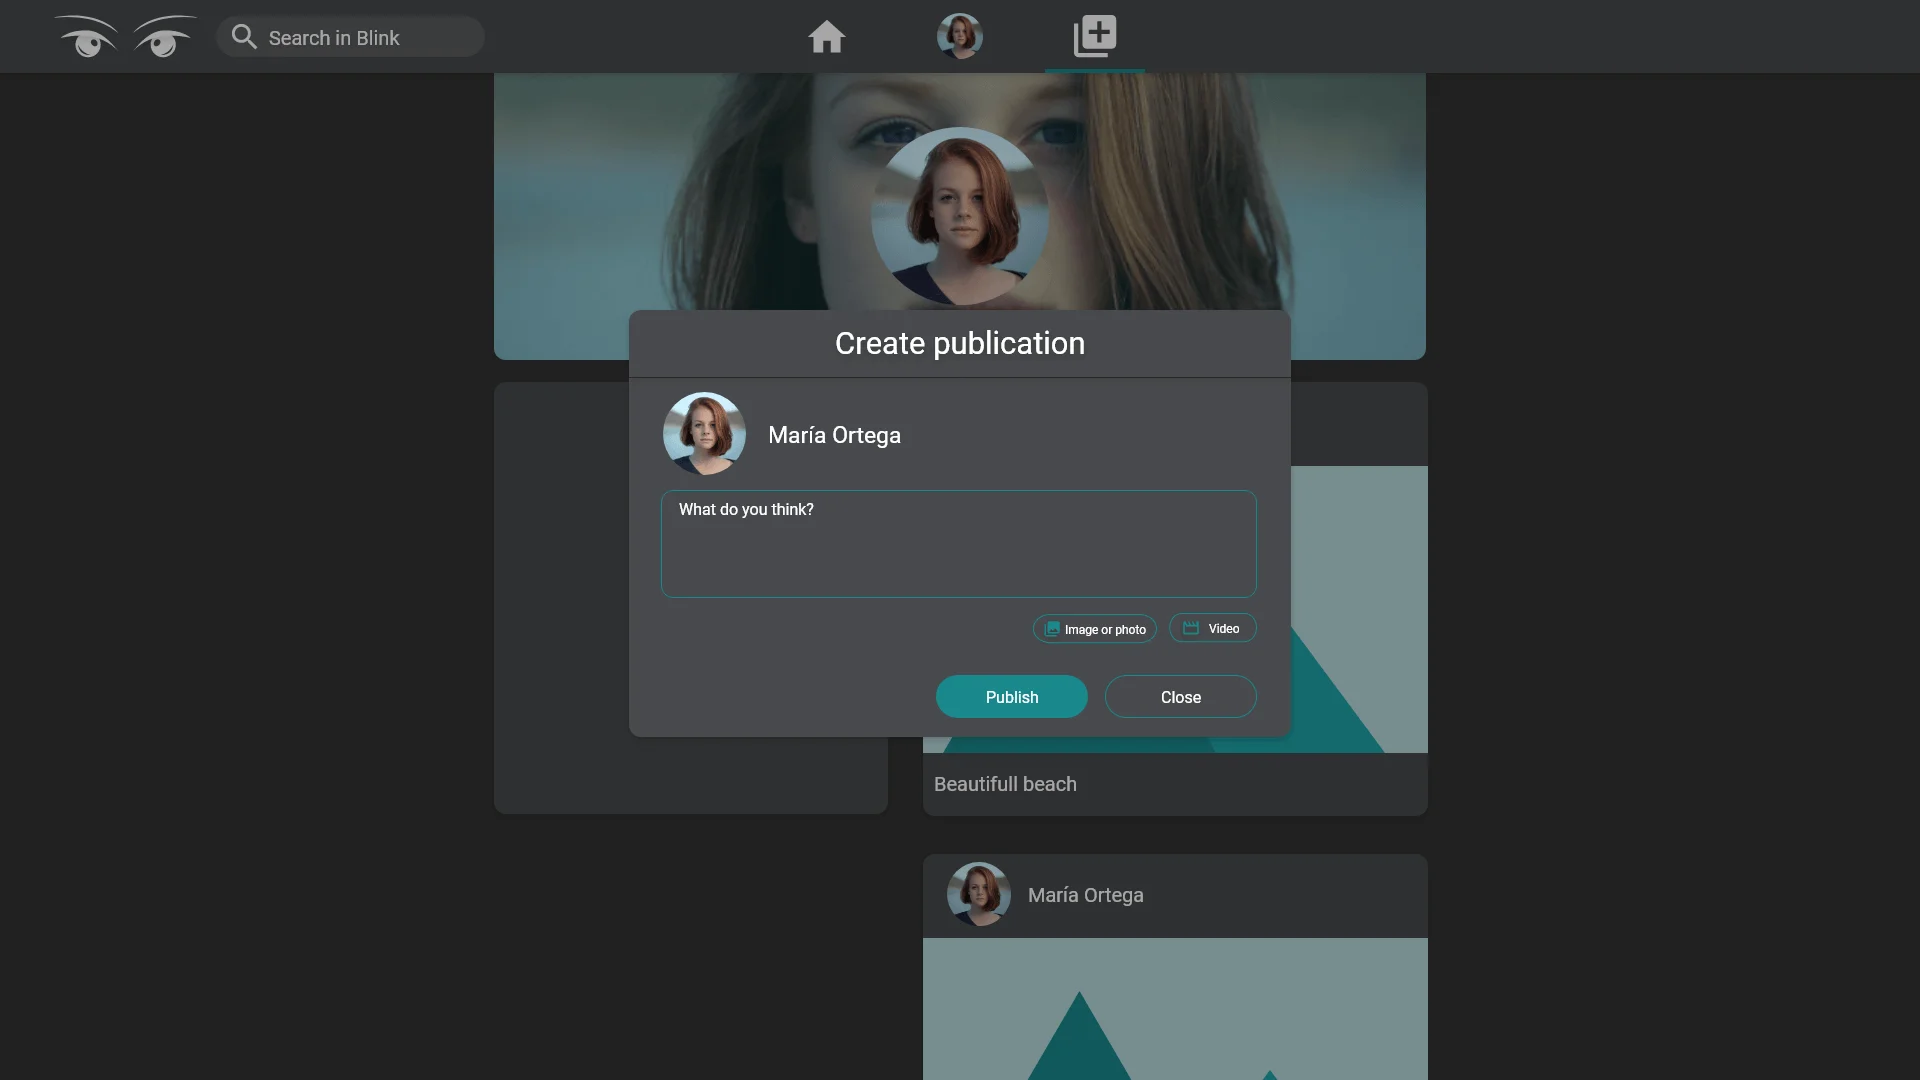 Search in Blink
Create publication
María Ortega
What do you think?
Image or photo
Video
Publish
Close
Beautifull beach
María Ortega